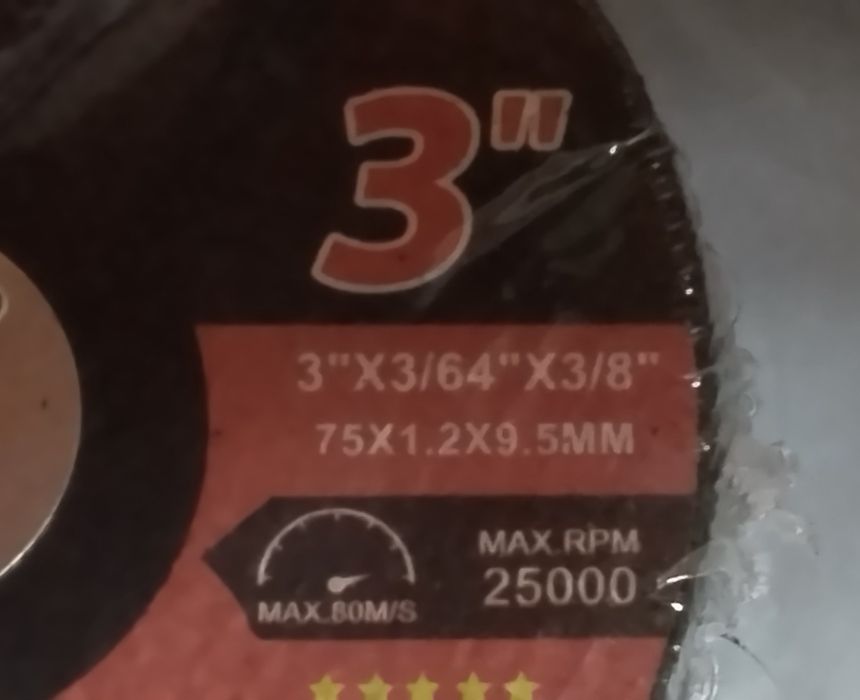 3"
3"X3/64"X3/8"
75X1.2X9.5MM
MAX.RPM
25000
MAX.80M/S